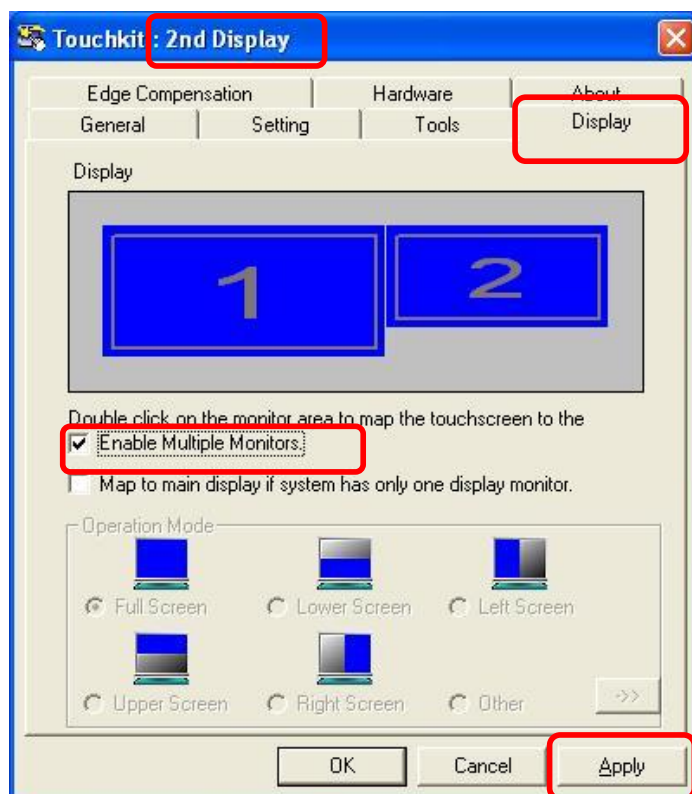 Touchkit : 2nd Display
Edge Compensation Hardware About
General Setting Tools Display
Display
1 2
Double click on the monitor area to map the touchscreen to the
Enable Multiple Monitors.
Map to main display if system has only one display monitor.
Operation Mode
Full Screen Lower Screen Left Screen
Upper Screen Right Screen Other ->>
OK Cancel Apply